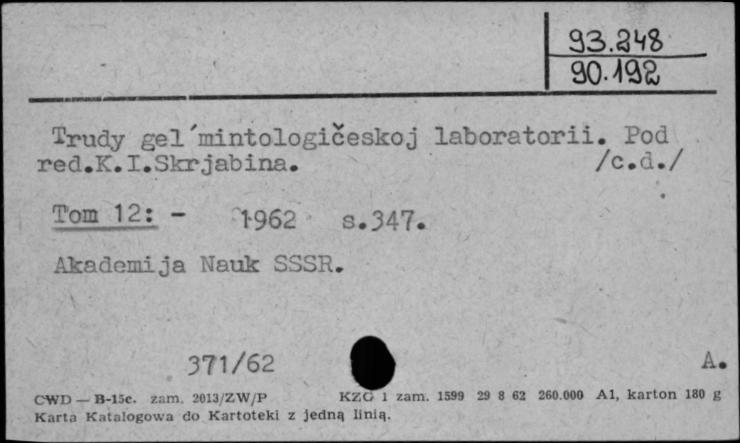 93.248
90.192
Trudy gel´mintologičeskoj laboratorii. Pod
red.K.I.Skrjabina. /c.d./
Tom 12: - 1962 s.347.
Akademija Nauk SSSR.
371/62 A.
CWD — B-15c. zam. 2013/ZW/P KZG 1 zam. 1599 29 8 62 260.000 A1, karton 180 g
Karta Katalogowa do Kartoteki z jedną linią.